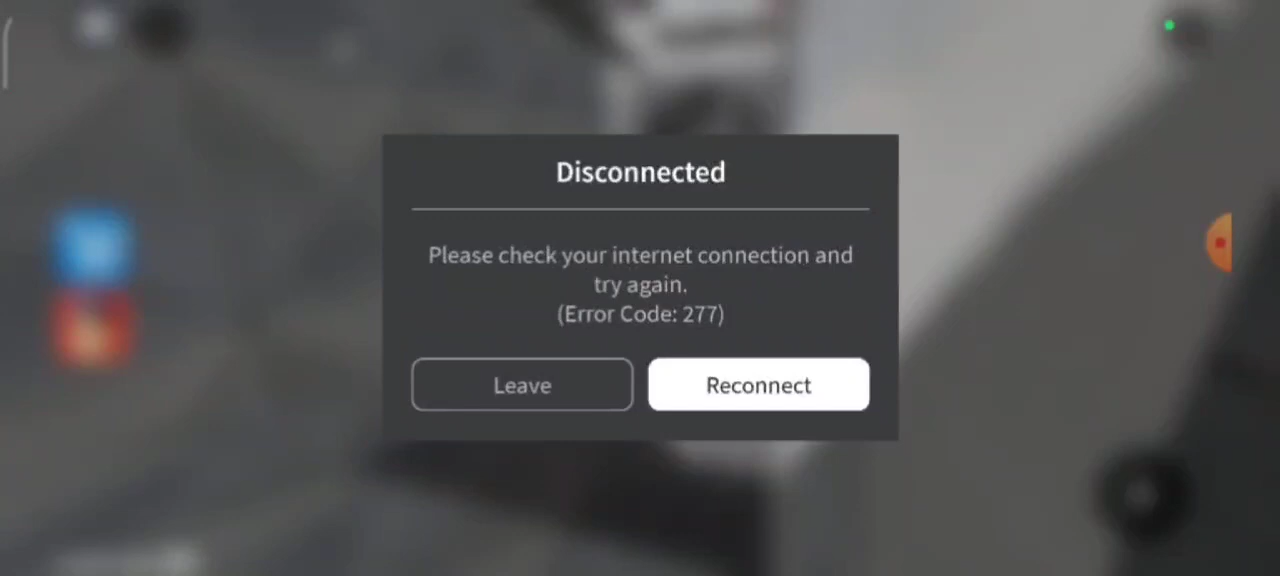 Disconnected
Please check your internet connection and
try again.
(Error Code: 277)
Leave
Reconnect